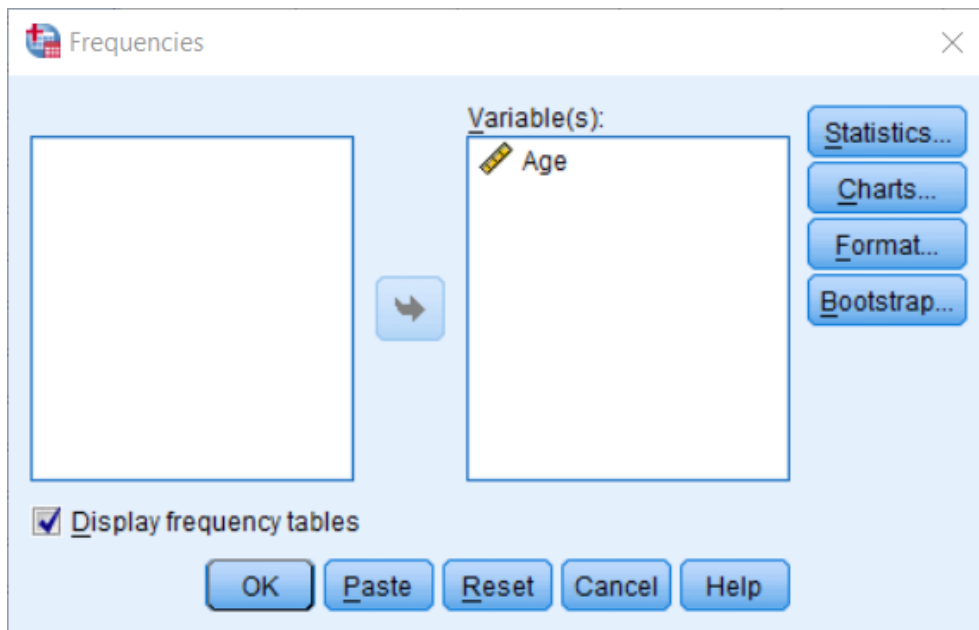 Frequencies
Variable(s):
Age
Statistics...
Charts...
Format...
Bootstrap...
Display frequency tables
OK Paste Reset Cancel Help